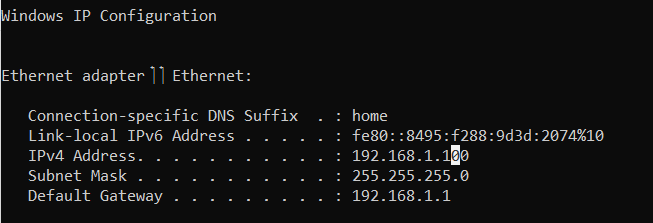 Windows IP Configuration
Ethernet adapter Ethernet:
Connection-specific DNS Suffix . : home
Link-local IPv6 Address . . . . . : fe80::8495:f288:9d3d:2074%10
IPv4 Address. . . . . . . . . . . : 192.168.1.100
Subnet Mask . . . . . . . . . . . : 255.255.255.0
Default Gateway . . . . . . . . . : 192.168.1.1